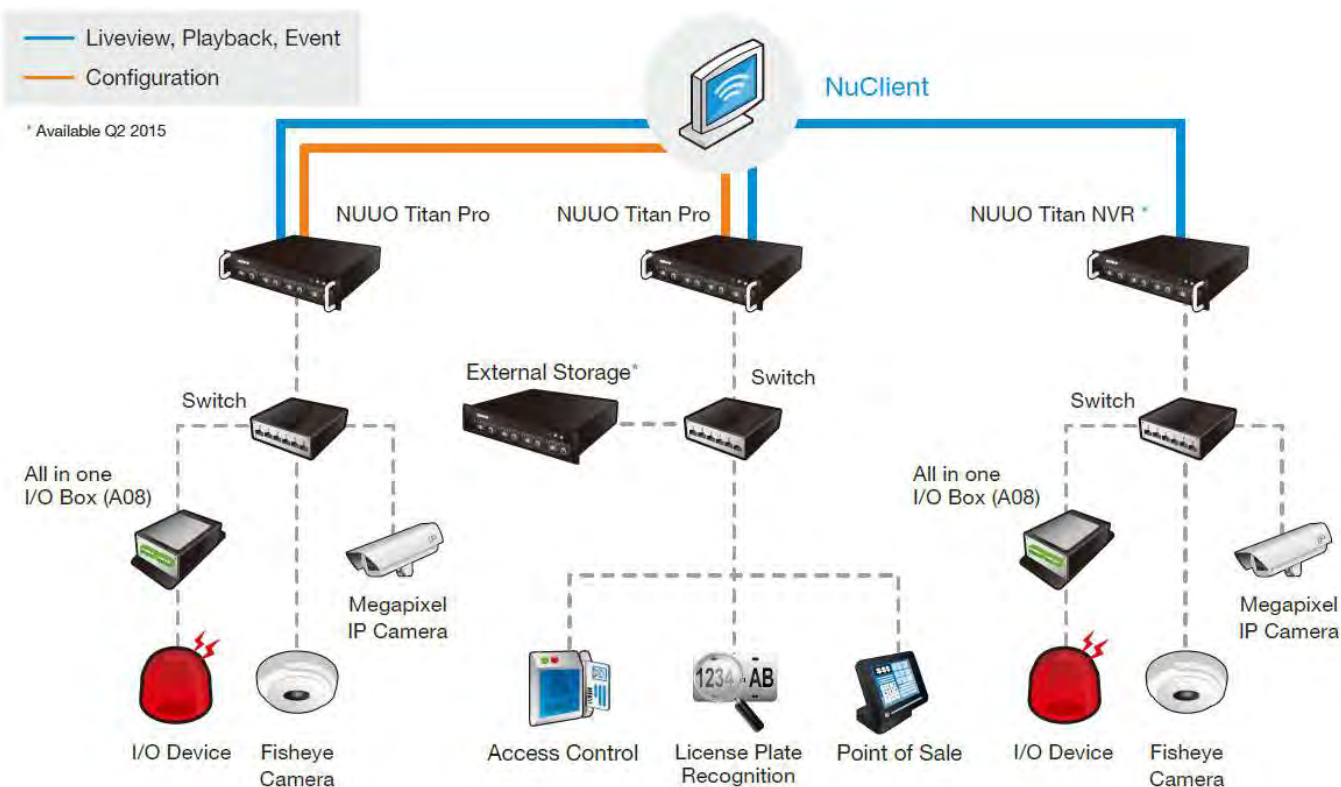 Liveview, Playback, Event
Configuration
* Available Q2 2015
NuClient
NUUO Titan Pro
NUUO Titan Pro
NUUO Titan NVR *
External Storage*
Switch
Switch
Switch
All in one
I/O Box (A08)
All in one
I/O Box (A08)
Megapixel
IP Camera
Megapixel
IP Camera
1234 AB
I/O Device
Fisheye
Camera
Access Control
License Plate
Recognition
Point of Sale
I/O Device
Fisheye
Camera